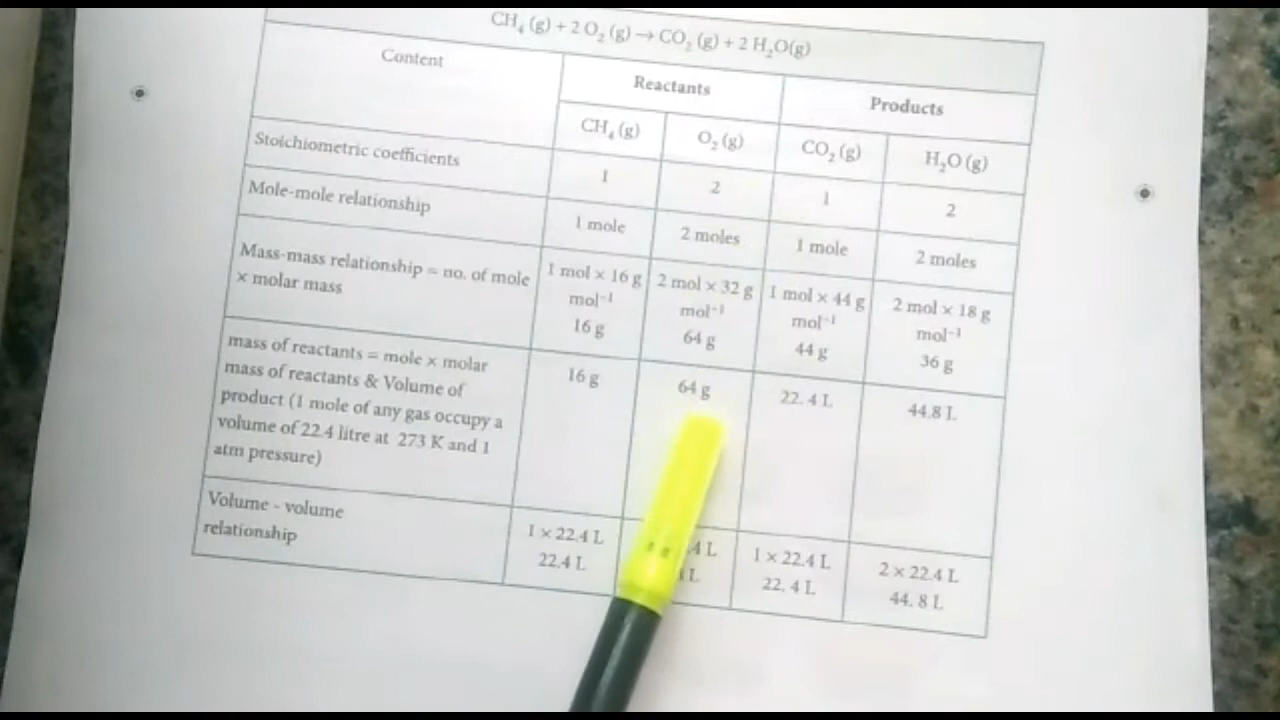 CH₄ (g) + 2 O₂ (g) → CO₂ (g) + 2 H₂O(g)
Content
Reactants
Products
CH₄ (g)
O₂ (g)
CO₂ (g)
H₂O (g)
Stoichiometric coefficients
1
2
1
2
Mole-mole relationship
1 mole
2 moles
1 mole
2 moles
Mass-mass relationship = no. of mole
× molar mass
1 mol × 16 g
mol⁻¹
16 g
2 mol × 32 g
mol⁻¹
64 g
1 mol × 44 g
mol⁻¹
44 g
2 mol × 18 g
mol⁻¹
36 g
mass of reactants = mole × molar
mass of reactants & Volume of
product (1 mole of any gas occupy a
volume of 22.4 litre at 273 K and 1
atm pressure)
16 g
64 g
22. 4 L
44.8 L
Volume - volume
relationship
1 × 22.4 L
22.4 L
.4 L
L
1 × 22.4 L
22. 4 L
2 × 22.4 L
44. 8 L